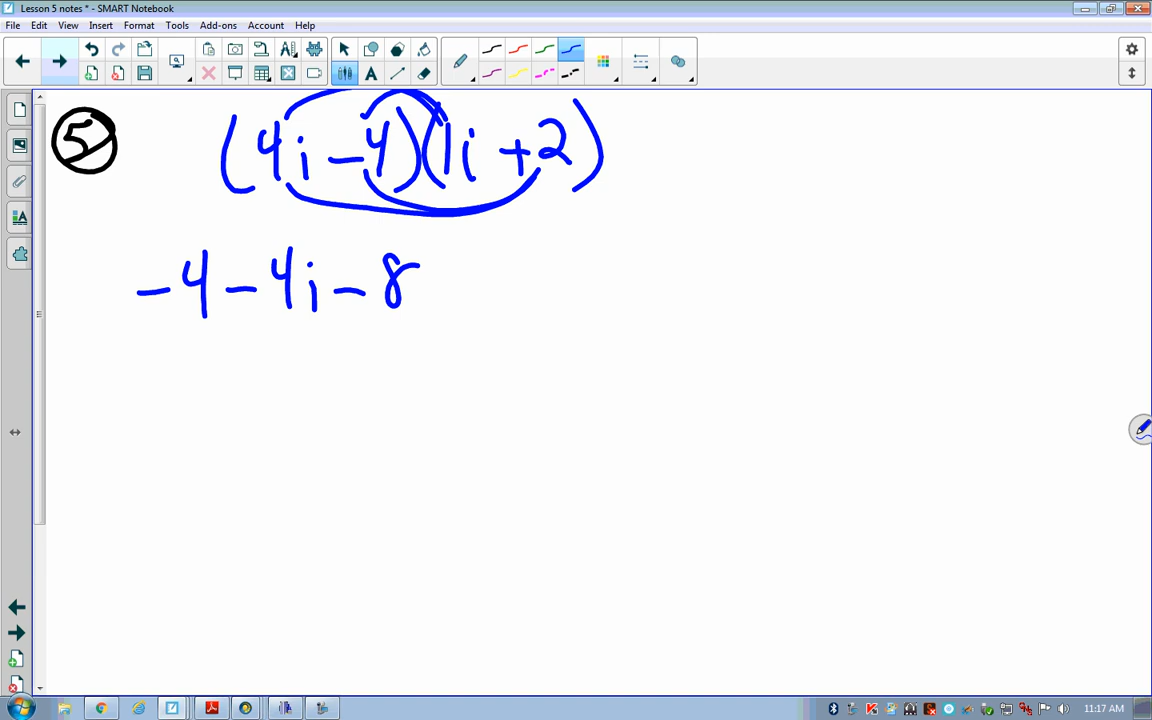 Lesson 5 notes * - SMART Notebook
File Edit View Insert Format Tools Add-ons Account Help
5 (4i - 4)(1i + 2)
- 4 - 4i - 8
11:17 AM